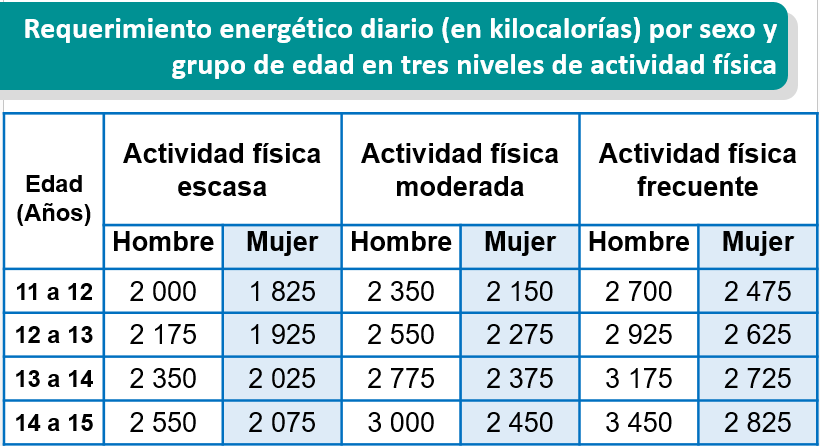 Requerimiento energético diario (en kilocalorías) por sexo y
grupo de edad en tres niveles de actividad física
Edad
(Años)
Actividad física
escasa
Actividad física
moderada
Actividad física
frecuente
Hombre Mujer Hombre Mujer Hombre Mujer
11 a 12 2 000 1 825 2 350 2 150 2 700 2 475
12 a 13 2 175 1 925 2 550 2 275 2 925 2 625
13 a 14 2 350 2 025 2 775 2 375 3 175 2 725
14 a 15 2 550 2 075 3 000 2 450 3 450 2 825